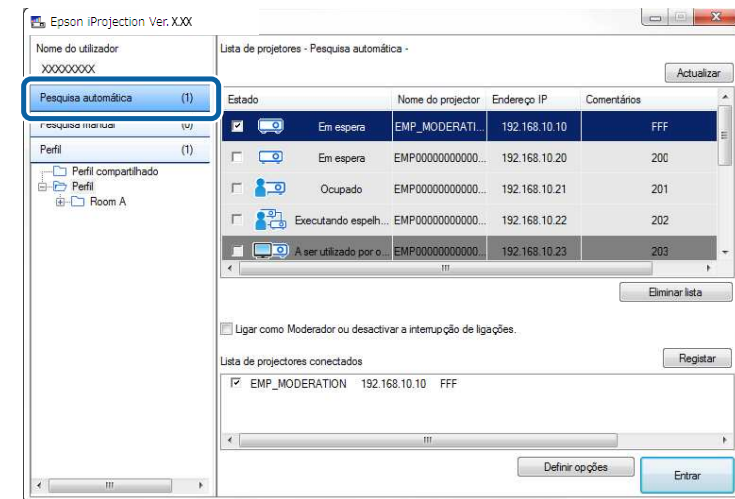 Epson iProjection Ver. X.XX
Nome do utilizador
XXXXXXXX
Pesquisa automática (1)
Pesquisa manual (0)
Perfil (1)
Perfil compartilhado
Perfil
Room A
Lista de projetores - Pesquisa automática -
Actualizar
Estado Nome do projector Endereço IP Comentários
Em espera EMP_MODERATI... 192.168.10.10 FFF
Em espera EMP00000000000... 192.168.10.20 200
Ocupado EMP00000000000... 192.168.10.21 201
Executando espelh... EMP00000000000... 192.168.10.22 202
A ser utilizado por o... EMP00000000000... 192.168.10.23 203
Eliminar lista
Ligar como Moderador ou desactivar a interrupção de ligações.
Lista de projectores conectados
Registar
EMP_MODERATION 192.168.10.10 FFF
Definir opções
Entrar